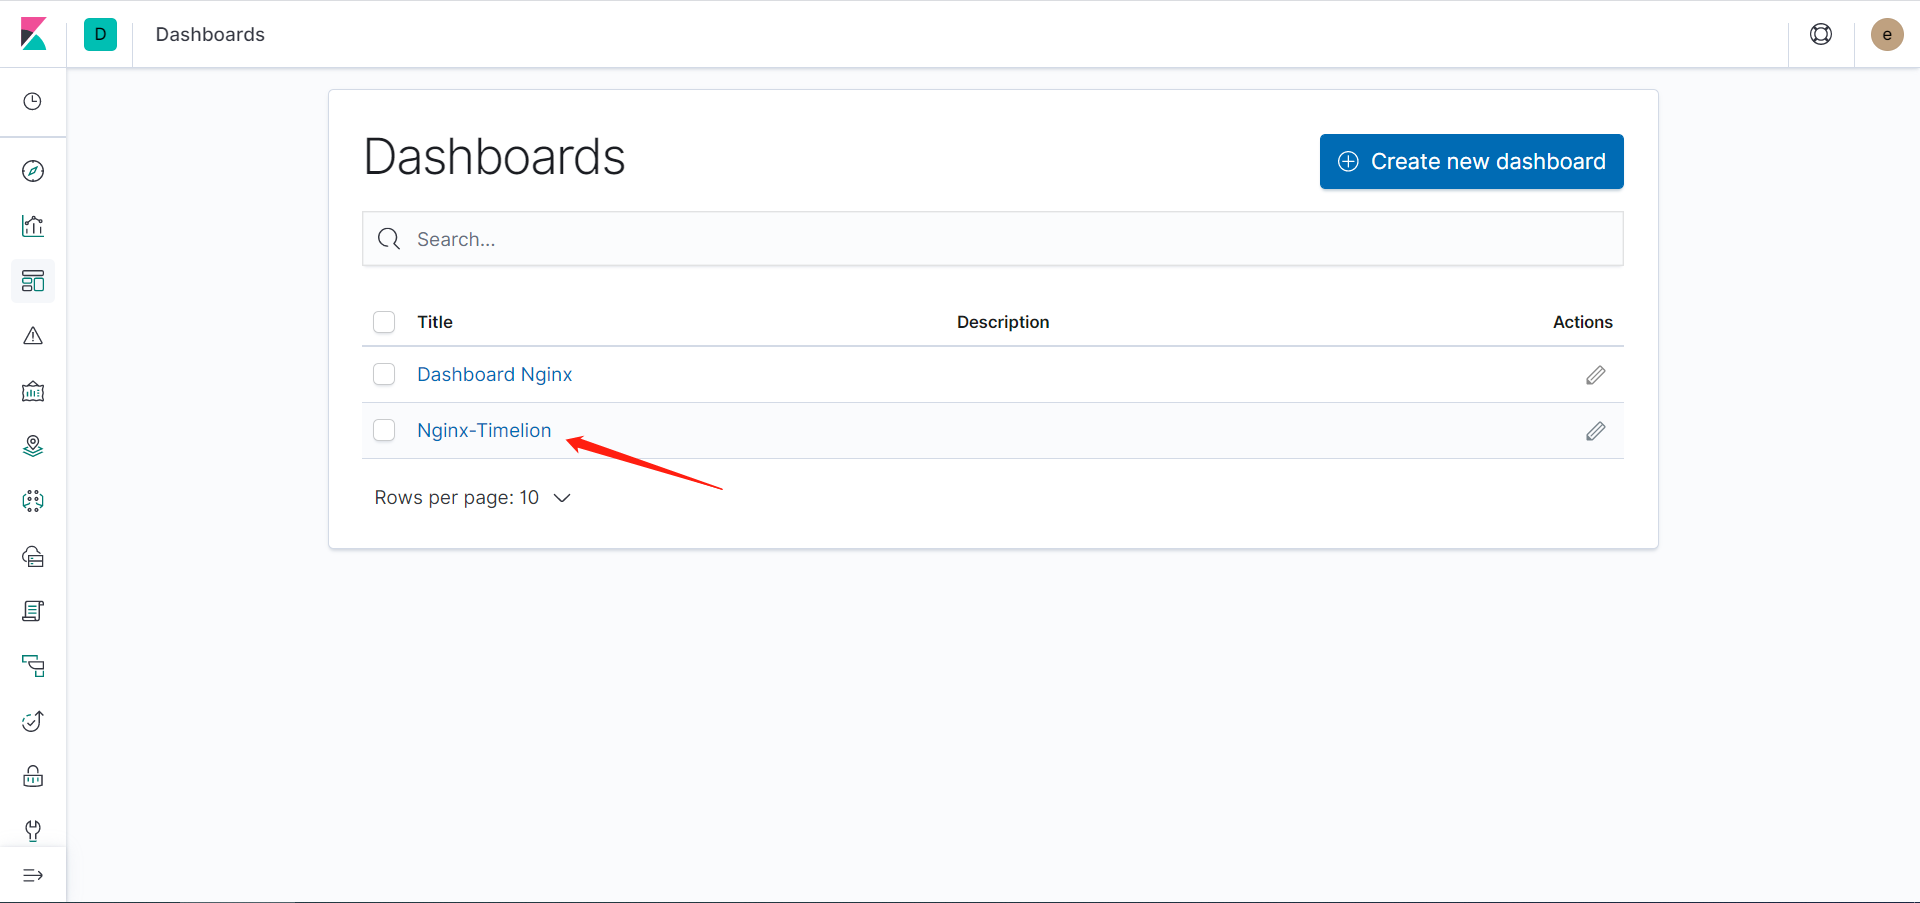 D Dashboards e
Dashboards
Create new dashboard
Search...
Title Description Actions
Dashboard Nginx
Nginx-Timelion
Rows per page: 10